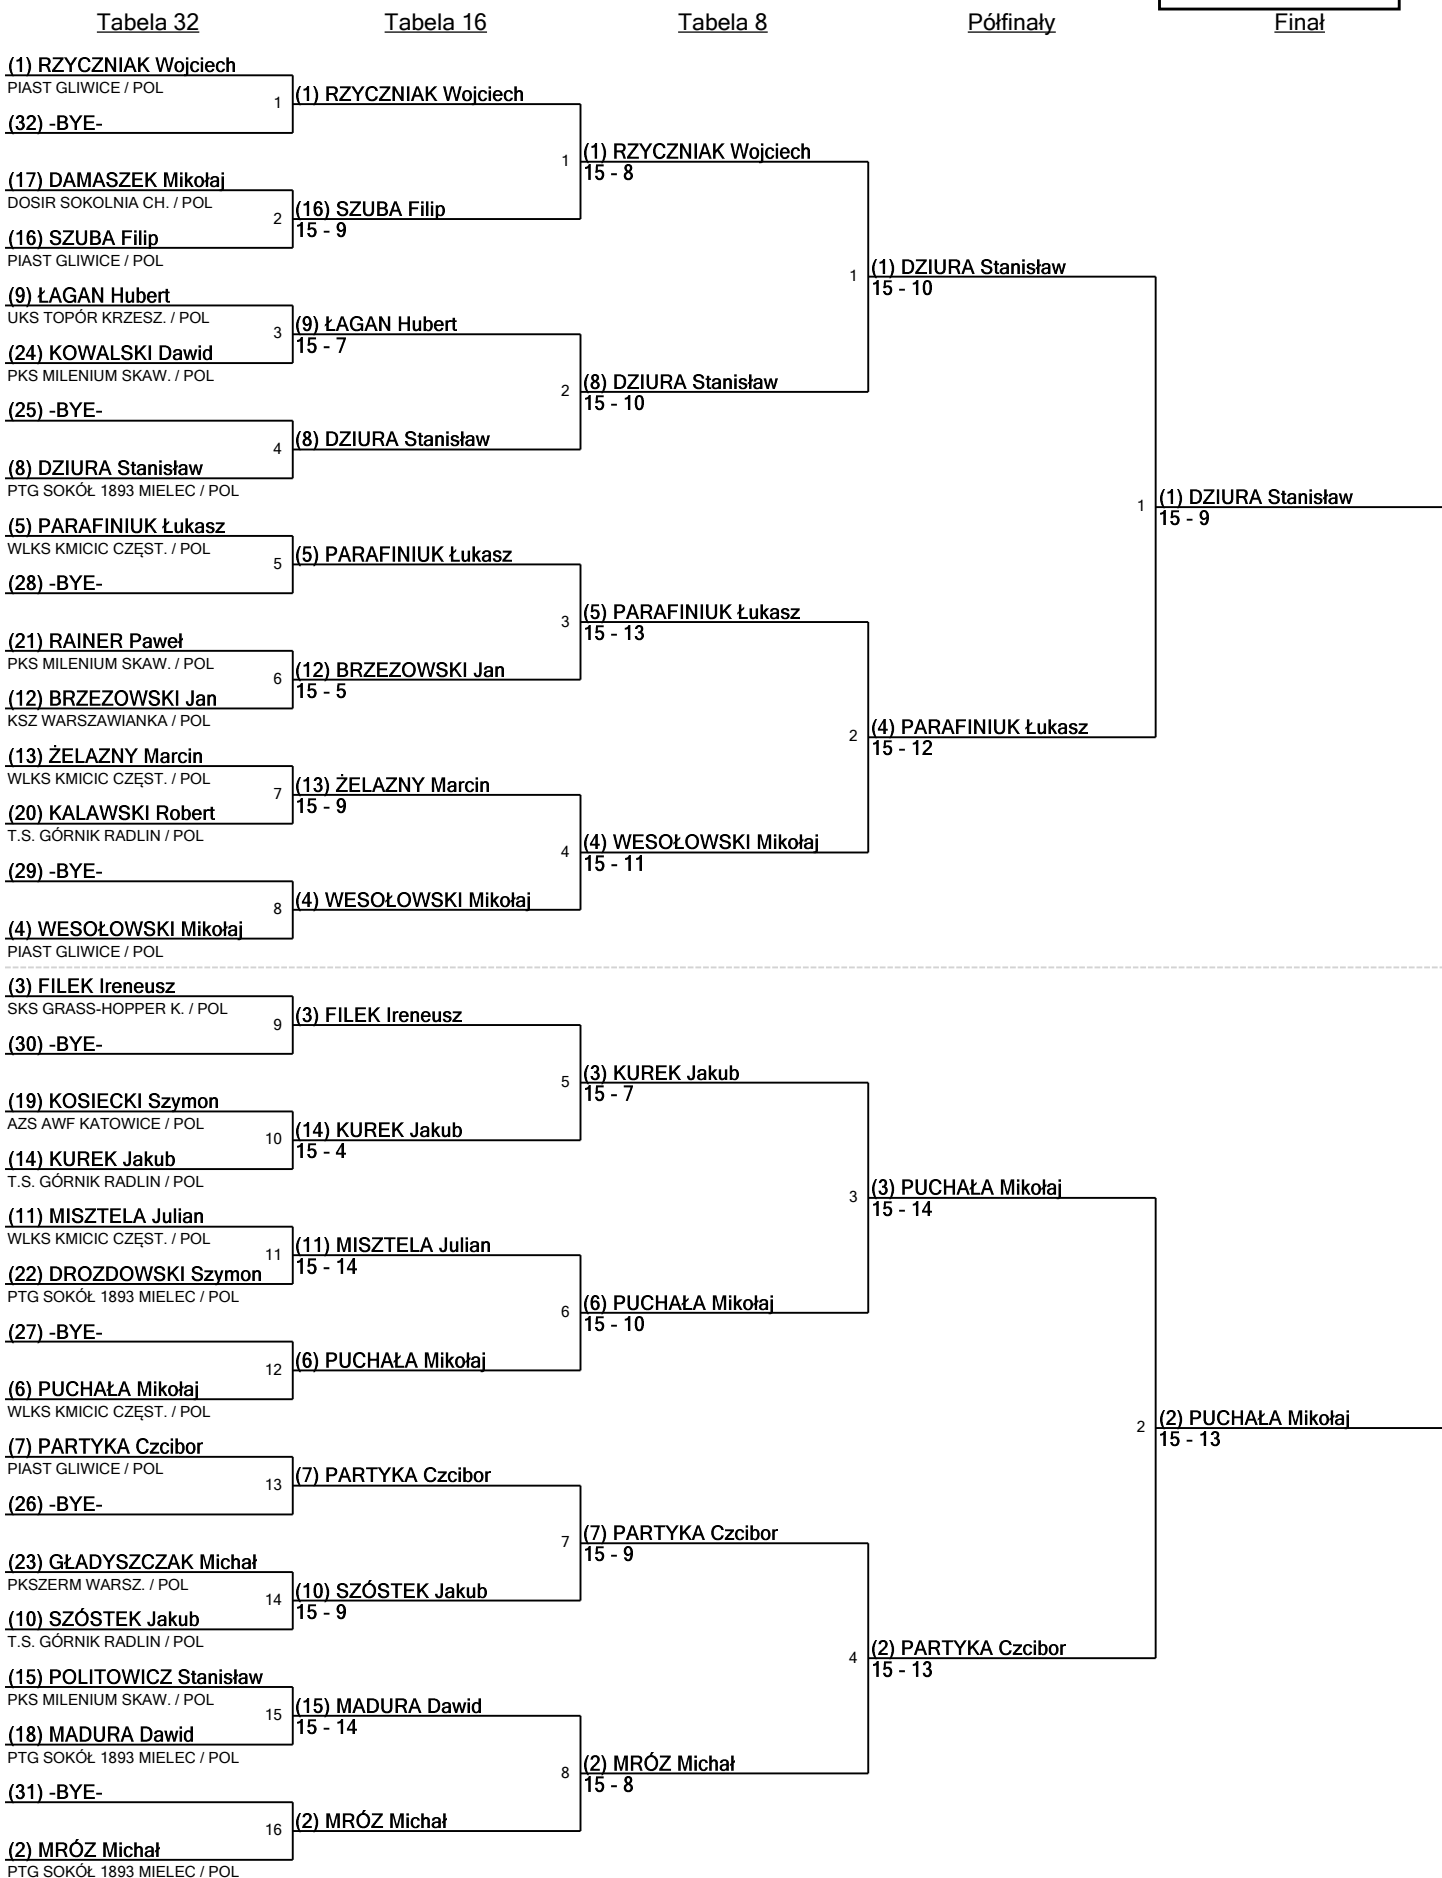 Tabela 32
Tabela 16
Tabela 8
Półfinały
Finał
(1) RZYCZNIAK Wojciech
PIAST GLIWICE / POL
1
(32) -BYE-
(17) DAMASZEK Mikołaj
DOSIR SOKOLNIA CH. / POL
2
(16) SZUBA Filip
PIAST GLIWICE / POL
(9) ŁAGAN Hubert
UKS TOPÓR KRZESZ. / POL
3
(24) KOWALSKI Dawid
PKS MILENIUM SKAW. / POL
(25) -BYE-
4
(8) DZIURA Stanisław
PTG SOKÓŁ 1893 MIELEC / POL
(5) PARAFINIUK Łukasz
WLKS KMICIC CZĘST. / POL
5
(28) -BYE-
(21) RAINER Paweł
PKS MILENIUM SKAW. / POL
6
(12) BRZEZOWSKI Jan
KSZ WARSZAWIANKA / POL
(13) ŻELAZNY Marcin
WLKS KMICIC CZĘST. / POL
7
(20) KALAWSKI Robert
T.S. GÓRNIK RADLIN / POL
(29) -BYE-
8
(4) WESOŁOWSKI Mikołaj
PIAST GLIWICE / POL
(3) FILEK Ireneusz
SKS GRASS-HOPPER K. / POL
9
(30) -BYE-
(19) KOSIECKI Szymon
AZS AWF KATOWICE / POL
10
(14) KUREK Jakub
T.S. GÓRNIK RADLIN / POL
(11) MISZTELA Julian
WLKS KMICIC CZĘST. / POL
11
(22) DROZDOWSKI Szymon
PTG SOKÓŁ 1893 MIELEC / POL
(27) -BYE-
12
(6) PUCHAŁA Mikołaj
WLKS KMICIC CZĘST. / POL
(7) PARTYKA Czcibor
PIAST GLIWICE / POL
13
(26) -BYE-
(23) GŁADYSZCZAK Michał
PKSZERM WARSZ. / POL
14
(10) SZÓSTEK Jakub
T.S. GÓRNIK RADLIN / POL
(15) POLITOWICZ Stanisław
PKS MILENIUM SKAW. / POL
15
(18) MADURA Dawid
PTG SOKÓŁ 1893 MIELEC / POL
(31) -BYE-
16
(2) MRÓZ Michał
PTG SOKÓŁ 1893 MIELEC / POL
(1) RZYCZNIAK Wojciech
1
(16) SZUBA Filip
15 - 9
(9) ŁAGAN Hubert
15 - 7
2
(8) DZIURA Stanisław
(5) PARAFINIUK Łukasz
3
(12) BRZEZOWSKI Jan
15 - 5
(13) ŻELAZNY Marcin
15 - 9
4
(4) WESOŁOWSKI Mikołaj
(3) FILEK Ireneusz
5
(14) KUREK Jakub
15 - 4
(11) MISZTELA Julian
15 - 14
6
(6) PUCHAŁA Mikołaj
(7) PARTYKA Czcibor
7
(10) SZÓSTEK Jakub
15 - 9
(15) MADURA Dawid
15 - 14
8
(2) MRÓZ Michał
(1) RZYCZNIAK Wojciech
15 - 8
1
(8) DZIURA Stanisław
15 - 10
(5) PARAFINIUK Łukasz
15 - 13
2
(4) WESOŁOWSKI Mikołaj
15 - 11
(3) KUREK Jakub
15 - 7
3
(6) PUCHAŁA Mikołaj
15 - 10
(7) PARTYKA Czcibor
15 - 9
4
(2) MRÓZ Michał
15 - 8
(1) DZIURA Stanisław
15 - 10
1
(4) PARAFINIUK Łukasz
15 - 12
(3) PUCHAŁA Mikołaj
15 - 14
2
(2) PARTYKA Czcibor
15 - 13
(1) DZIURA Stanisław
15 - 9
(2) PUCHAŁA Mikołaj
15 - 13